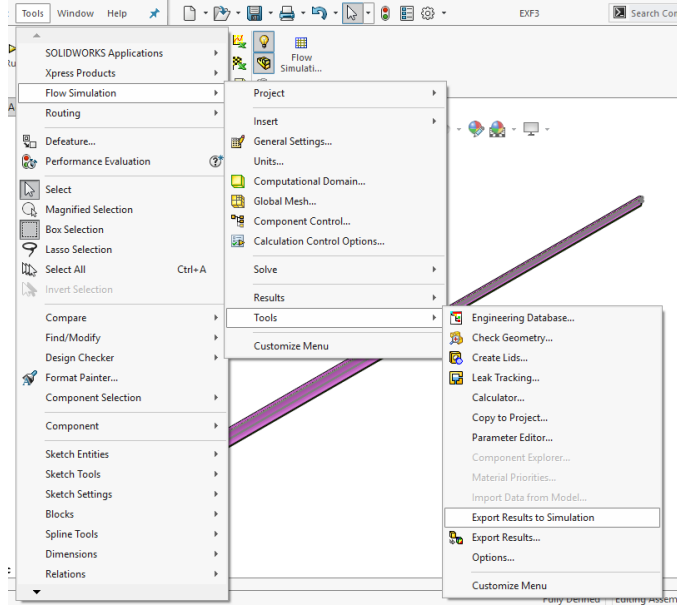 Tools Window Help EXF3 Search Con
SOLIDWORKS Applications
Xpress Products
Flow Simulation
Routing
Defeature...
Performance Evaluation
Select
Magnified Selection
Box Selection
Lasso Selection
Select All Ctrl+A
Invert Selection
Compare
Find/Modify
Design Checker
Format Painter...
Component Selection
Component
Sketch Entities
Sketch Tools
Sketch Settings
Blocks
Spline Tools
Dimensions
Relations
Flow
Simulati...
Project
Insert
General Settings...
Units...
Computational Domain...
Global Mesh...
Component Control...
Calculation Control Options...
Solve
Results
Tools
Customize Menu
Engineering Database...
Check Geometry...
Create Lids...
Leak Tracking...
Calculator...
Copy to Project...
Parameter Editor...
Component Explorer...
Material Priorities...
Import Data from Model...
Export Results to Simulation
Export Results...
Options...
Customize Menu
Fully Defined Editing Assem